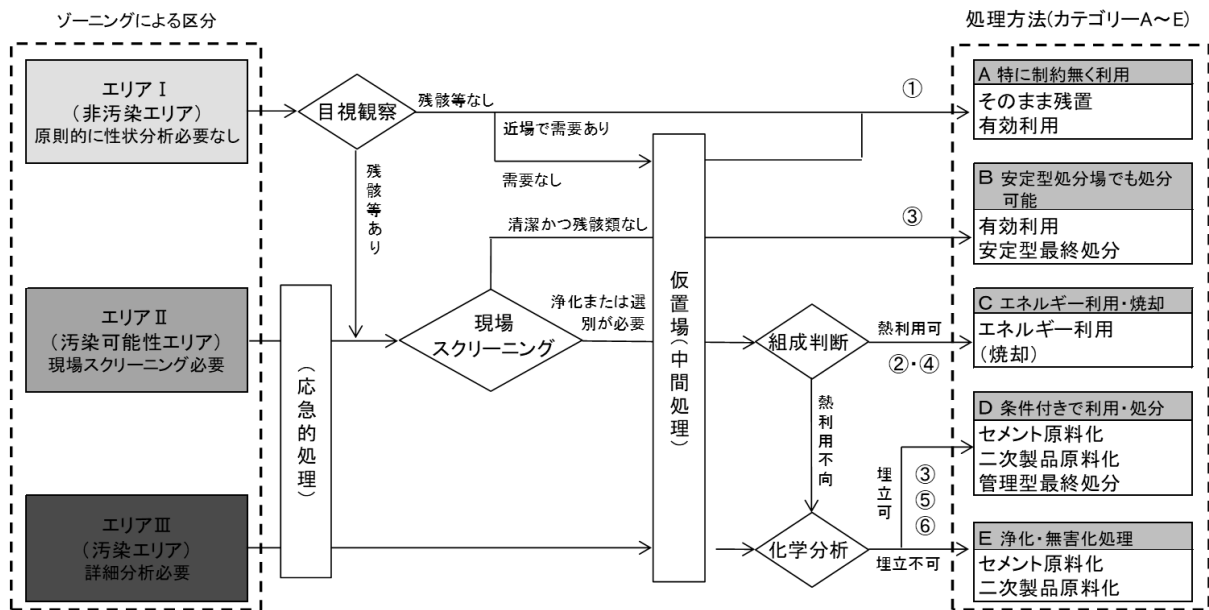 ゾーニングによる区分
処理方法(カテゴリーA～E)
エリアⅠ
(非汚染エリア)
原則的に性状分析必要なし
目視観察
残骸等なし
近場で需要あり
需要なし
残骸等あり
①
A 特に制約無く利用
そのまま残置
有効利用
清潔かつ残骸類なし
③
B 安定型処分場でも処分
可能
有効利用
安定型最終処分
エリアⅡ
(汚染可能性エリア)
現場スクリーニング必要
(応急的処理)
現場
スクリーニング
浄化または選
別が必要
仮置場(中間処理)
組成判断
熱利用可
②・④
熱利用不向
C エネルギー利用・焼却
エネルギー利用
(焼却)
D 条件付きで利用・処分
セメント原料化
二次製品原料化
管理型最終処分
エリアⅢ
(汚染エリア)
詳細分析必要
化学分析
埋立可
③
⑤
⑥
埋立不可
E 浄化・無害化処理
セメント原料化
二次製品原料化